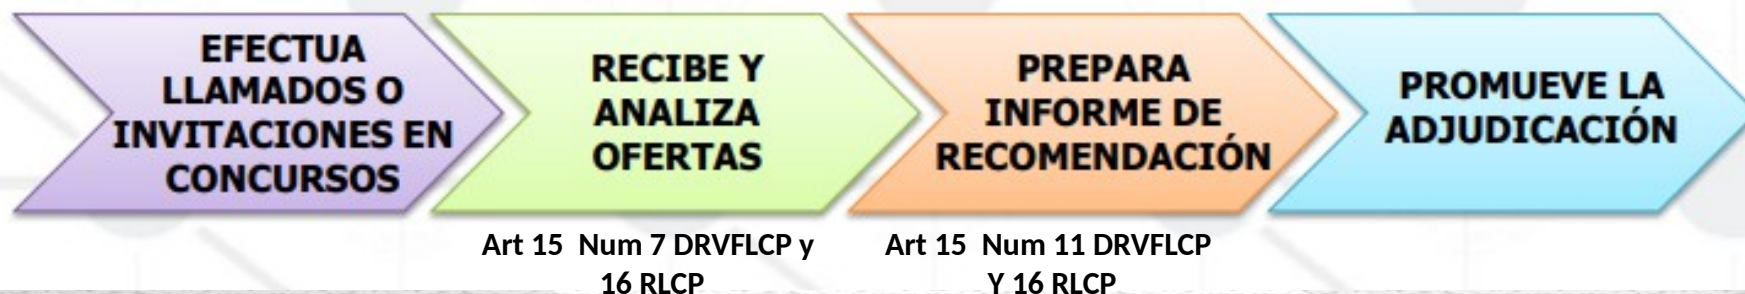 EFECTUA
LLAMADOS O
INVITACIONES EN
CONCURSOS
RECIBE Y
ANALIZA
OFERTAS
PREPARA
INFORME DE
RECOMENDACIÓN
PROMUEVE LA
ADJUDICACIÓN
Art 15 Num 7 DRVFLCP y
16 RLCP
Art 15 Num 11 DRVFLCP
Y 16 RLCP